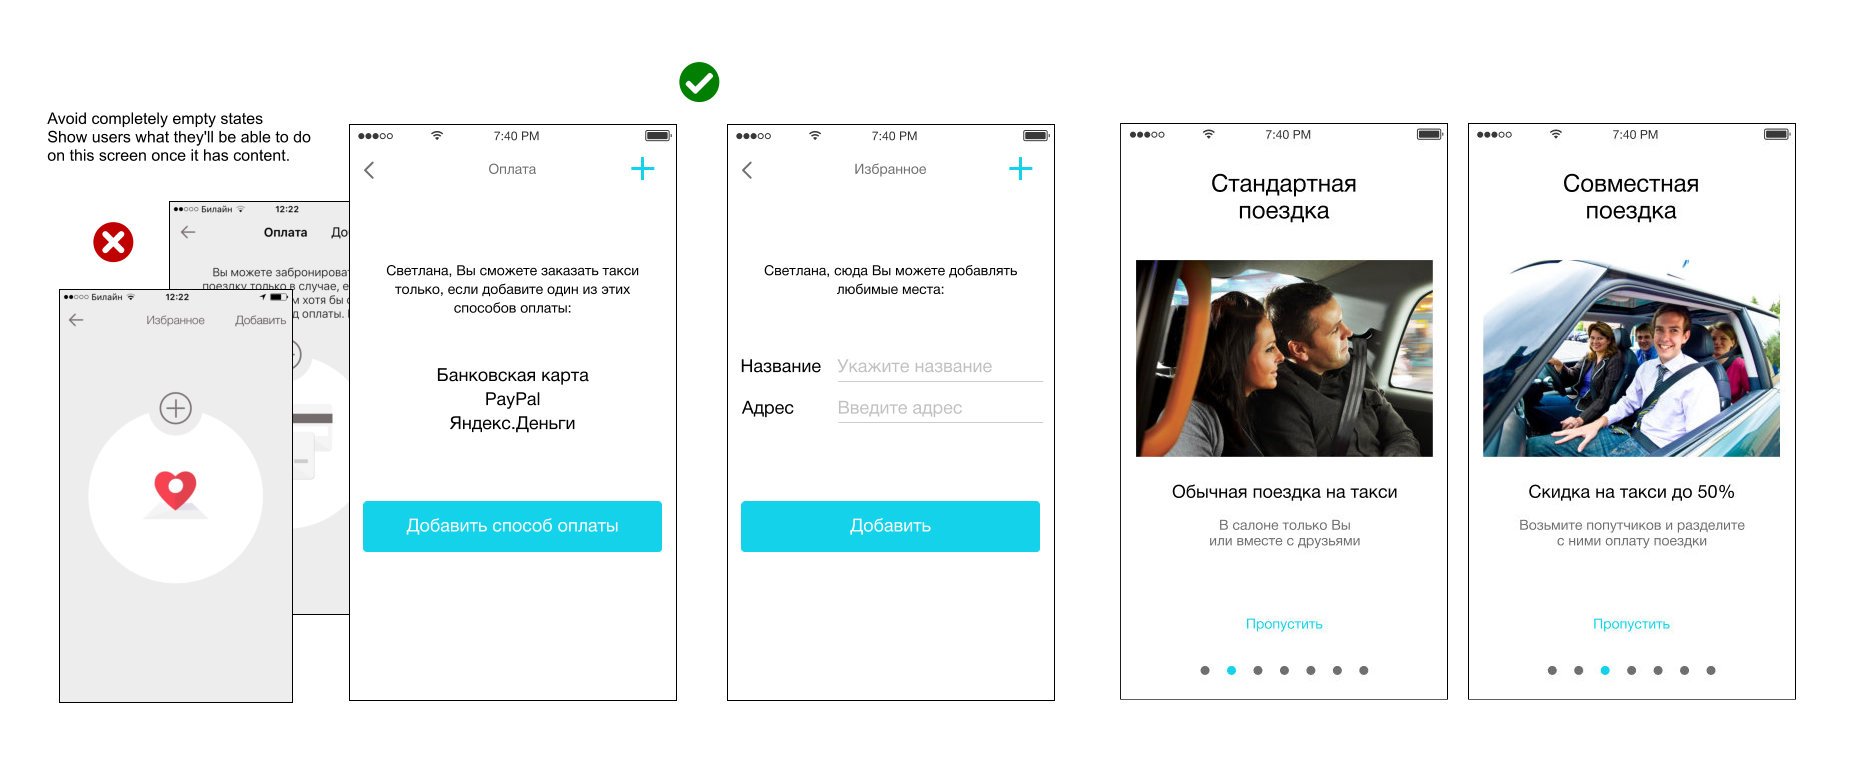 Avoid completely empty states
Show users what they'll be able to do
on this screen once it has content.
Билайн 12:22
Оплата До
Вы можете забронироват
поездку только в случае, е
м хотя бы
д оплаты.
Билайн 12:22
Избранное Добавить
7:40 PM
Оплата
Светлана, Вы сможете заказать такси
только, если добавите один из этих
способов оплаты:
Банковская карта
PayPal
Яндекс.Деньги
Добавить способ оплаты
7:40 PM
Избранное
Светлана, сюда Вы можете добавлять
любимые места:
Название Укажите название
Адрес Введите адрес
Добавить
7:40 PM
Стандартная
поездка
Обычная поездка на такси
В салоне только Вы
или вместе с друзьями
Пропустить
7:40 PM
Совместная
поездка
Скидка на такси до 50%
Возьмите попутчиков и разделите
с ними оплату поездки
Пропустить